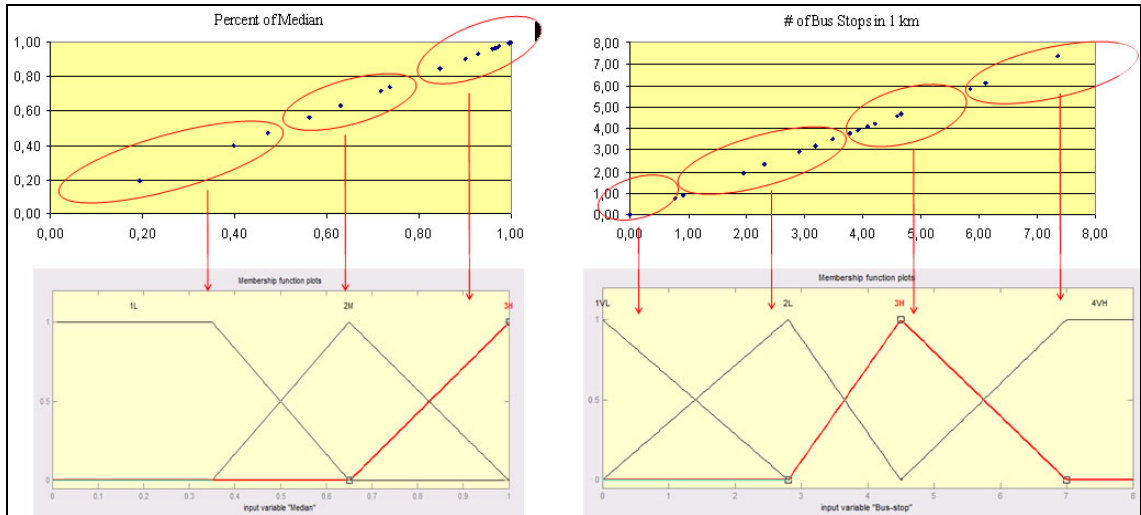 Percent of Median
1,00
0,80
0,60
0,40
0,20
0,00
0,00 0,20 0,40 0,60 0,80 1,00
# of Bus Stops in 1 km
8,00
7,00
6,00
5,00
4,00
3,00
2,00
1,00
0,00
0,00 1,00 2,00 3,00 4,00 5,00 6,00 7,00 8,00
Membership function plots
1L 2M 3H
1
0.5
0
0 0.1 0.2 0.3 0.4 0.5 0.6 0.7 0.8 0.9 1
input variable "Median"
Membership function plots
1VL 2L 3H 4VH
1
0.5
0
0 1 2 3 4 5 6 7 8
input variable "Bus-stop"